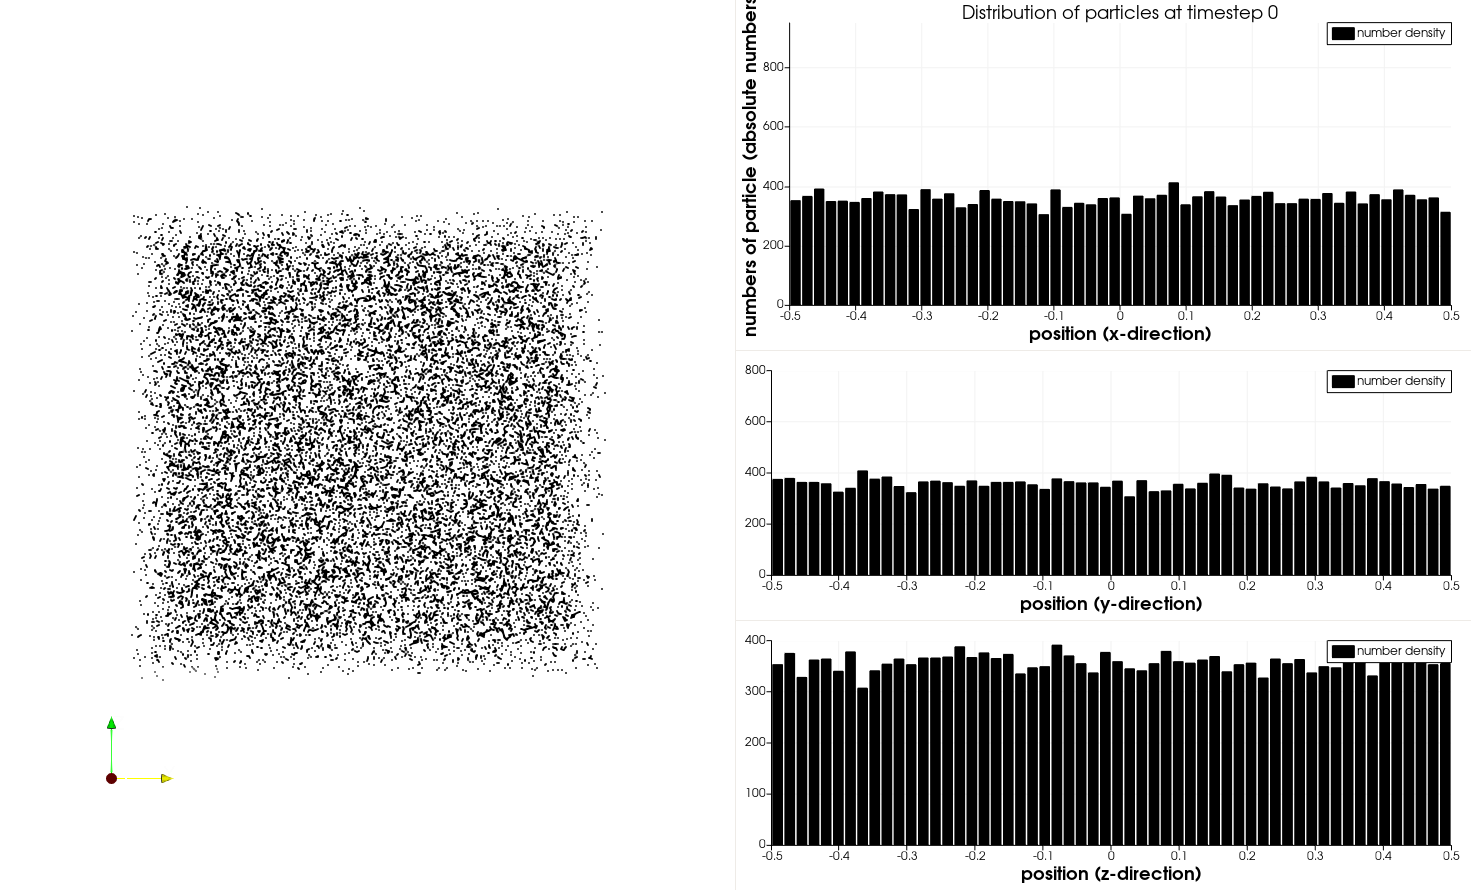 Distribution of particles at timestep 0
numbers of particle (absolute numbers
number density
800
600
400
200
0
-0.5 -0.4 -0.3 -0.2 -0.1 0 0.1 0.2 0.3 0.4 0.5
position (x-direction)
800
number density
600
400
200
0
-0.5 -0.4 -0.3 -0.2 -0.1 0 0.1 0.2 0.3 0.4 0.5
position (y-direction)
400
number density
300
200
100
0
-0.5 -0.4 -0.3 -0.2 -0.1 0 0.1 0.2 0.3 0.4 0.5
position (z-direction)